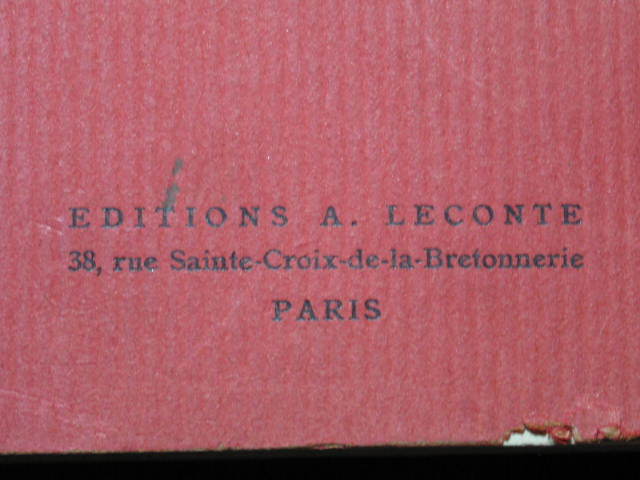 EDITIONS A. LECONTE
38, rue Sainte-Croix-de-la-Bretonnerie
PARIS